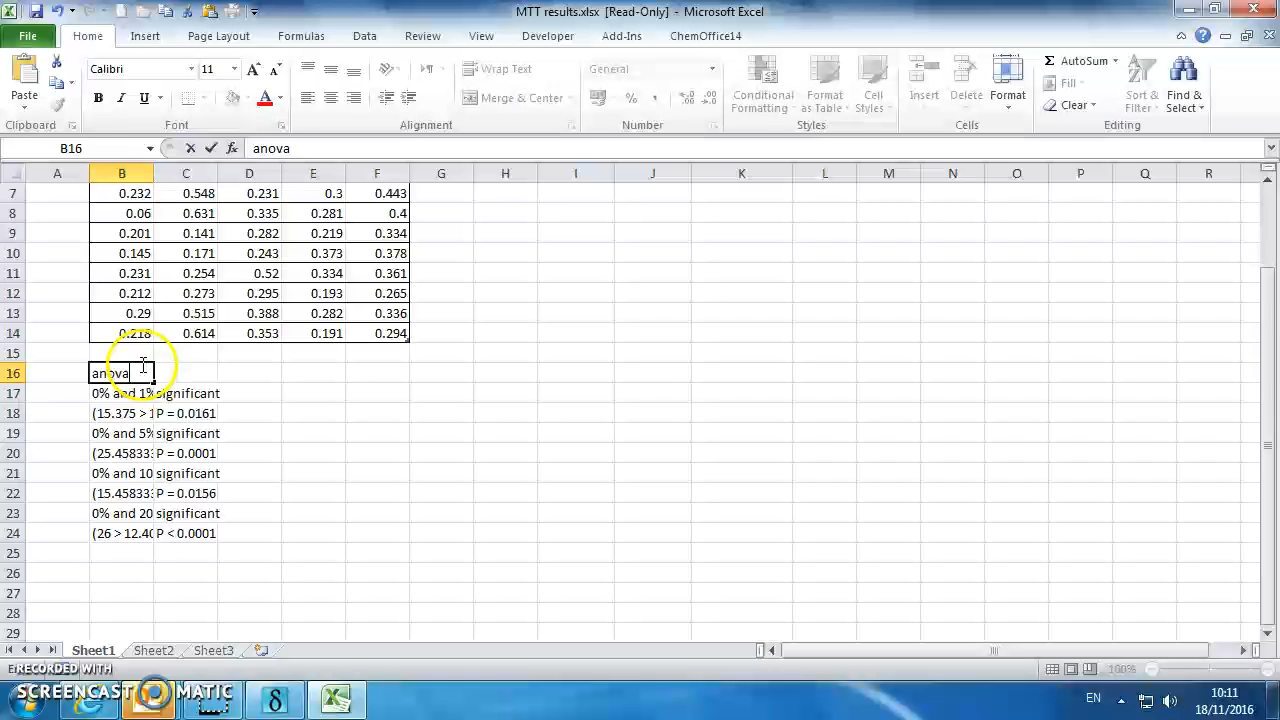 MTT results.xlsx [Read-Only] - Microsoft Excel
File Home Insert Page Layout Formulas Data Review View Developer Add-Ins ChemOffice14
Calibri 11 Wrap Text General AutoSum
Paste Fill
B I U A Merge & Center Conditional Formatting Format as Table Cell Styles Insert Delete Format Clear Sort & Filter Find & Select
Clipboard Font Alignment Number Styles Cells Editing
B16 fx anova
A B C D E F G H I J K L M N O P Q R
7 0.232 0.548 0.231 0.3 0.443
8 0.06 0.631 0.335 0.281 0.4
9 0.201 0.141 0.282 0.219 0.334
10 0.145 0.171 0.243 0.373 0.378
11 0.231 0.254 0.52 0.334 0.361
12 0.212 0.273 0.295 0.193 0.265
13 0.29 0.515 0.388 0.282 0.336
14 0.218 0.614 0.353 0.191 0.294
15
16 anova
17 0% and 1% significant
18 (15.375 > 1 P = 0.0161
19 0% and 5% significant
20 (25.458333 P = 0.0001
21 0% and 10 significant
22 (15.458333 P = 0.0156
23 0% and 20 significant
24 (26 > 12.40 P < 0.0001
25
26
27
28
29
Sheet1 Sheet2 Sheet3
RECORDED WITH 100%
SCREENCAST MATIC
EN 10:11
18/11/2016